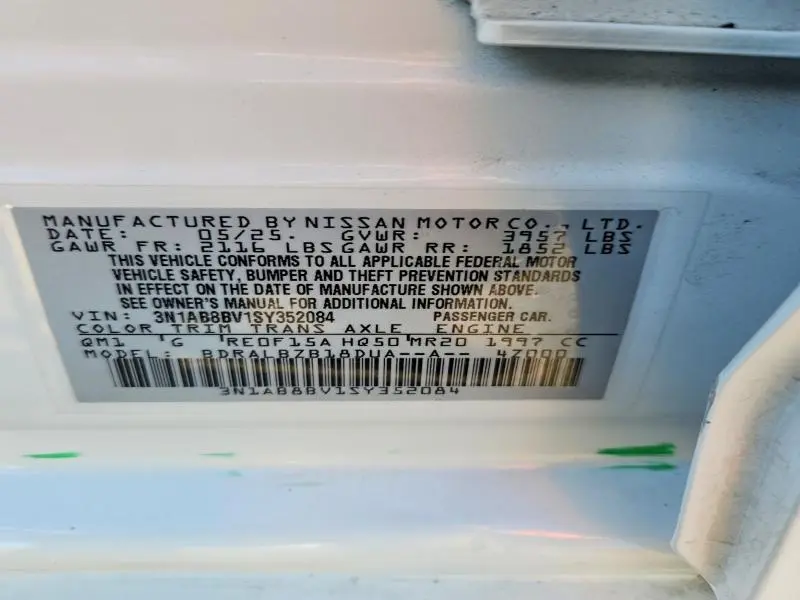 MANUFACTURED BY NISSAN MOTOR CO., LTD.
DATE: 05/25. GVWR: 3957 LBS
GAWR FR: 2116 LBS GAWR RR: 1852 LBS
THIS VEHICLE CONFORMS TO ALL APPLICABLE FEDERAL MOTOR
VEHICLE SAFETY, BUMPER AND THEFT PREVENTION STANDARDS
IN EFFECT ON THE DATE OF MANUFACTURE SHOWN ABOVE.
SEE OWNER'S MANUAL FOR ADDITIONAL INFORMATION.
VIN: 3N1AB8BV1SY352084 PASSENGER CAR.
COLOR TRIM TRANS AXLE ENGINE
QM1 'G 'RE0F15A HQ50'MR20 1997 CC
MODEL: BDRALBZB18DUA--A-- 4Z000
3N1AB8BV1SY352084